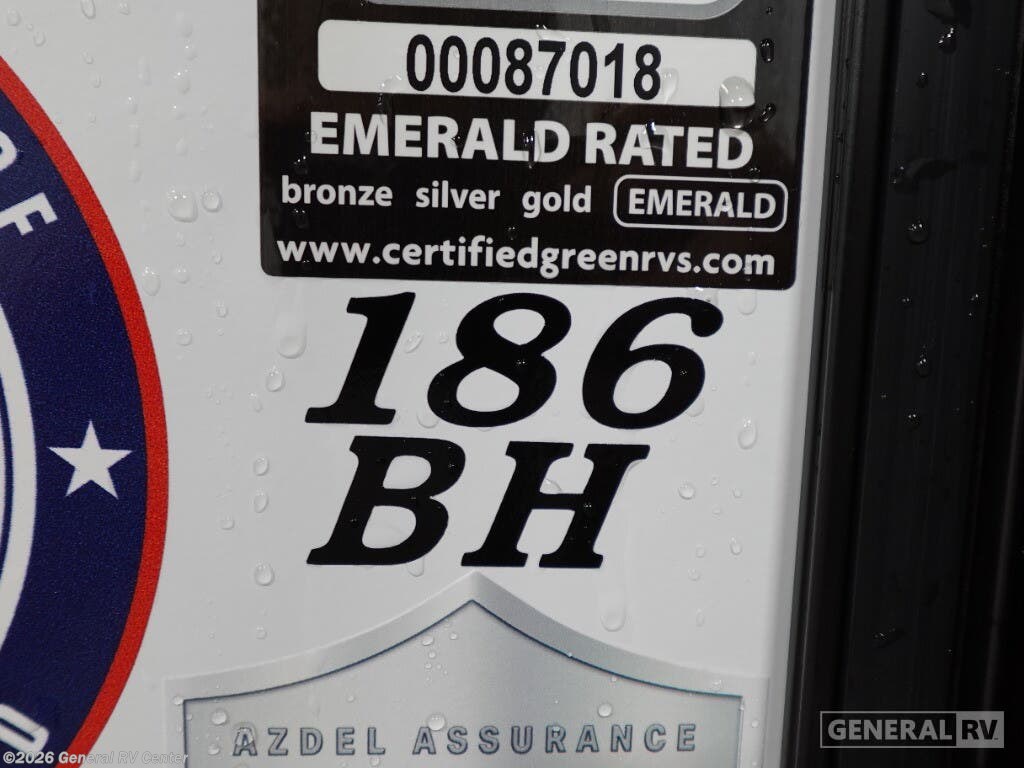 00087018
EMERALD RATED
bronze silver gold EMERALD
www.certifiedgreenrvs.com
186
BH
AZDEL ASSURANCE
GENERAL RV
©2026 General RV Center